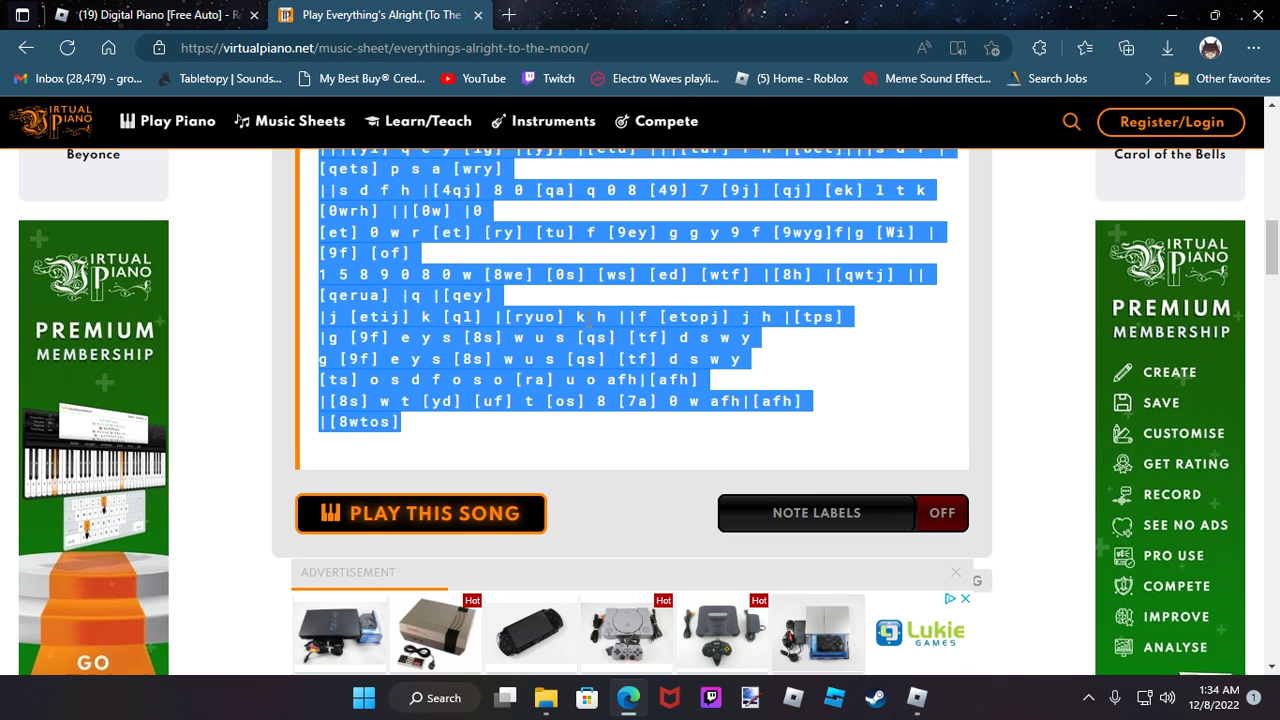 (19) Digital Piano [Free Auto] - R
Play Everything's Alright (To The
https://virtualpiano.net/music-sheet/everythings-alright-to-the-moon/
Inbox (28,479) - gro...
Tabletopy | Sounds...
My Best Buy® Cred...
YouTube
Twitch
Electro Waves playli...
(5) Home - Roblox
Meme Sound Effect...
Search Jobs
Other favorites
VIRTUAL PIANO
Play Piano
Music Sheets
Learn/Teach
Instruments
Compete
Register/Login
Beyonce
Carol of the Bells
[qets] p s a [wry]
||s d f h |[4qj] 8 0 [qa] q 0 8 [49] 7 [9j] [qj] [ek] l t k
[0wrh] ||[0w] |0
[et] 0 w r [et] [ry] [tu] f [9ey] g g y 9 f [9wyg]f|g [Wi] |
[9f] [of]
1 5 8 9 0 8 0 w [8we] [0s] [ws] [ed] [wtf] |[8h] |[qwtj] ||
[qerua] |q |[qey]
|j [etij] k [ql] |[ryuo] k h ||f [etopj] j h |[tps]
|g [9f] e y s [8s] w u s [qs] [tf] d s w y
g [9f] e y s [8s] w u s [qs] [tf] d s w y
[ts] o s d f o s o [ra] u o afh|[afh]
|[8s] w t [yd] [uf] t [os] 8 [7a] 0 w afh|[afh]
|[8wtos]
PLAY THIS SONG
NOTE LABELS
OFF
ADVERTISEMENT
G
Hot
Hot
Hot
Lukie
GAMES
VIRTUAL
PIANO
PREMIUM
MEMBERSHIP
GO
VIRTUAL
PIANO
PREMIUM
MEMBERSHIP
CREATE
SAVE
CUSTOMISE
GET RATING
RECORD
SEE NO ADS
PRO USE
COMPETE
IMPROVE
ANALYSE
Search
1:34 AM
12/8/2022
1